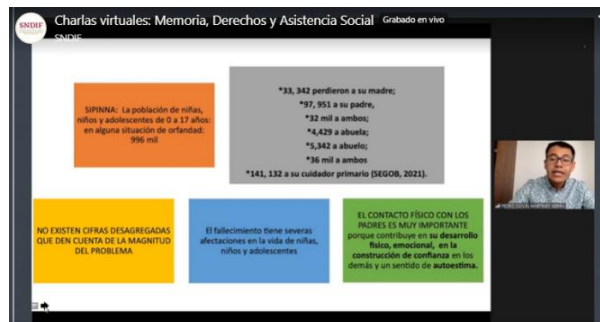 Charlas virtuales: Memoria, Derechos y Asistencia Social
Grabado en vivo
SNDIF
SNDIF
SIPINNA: La población de niñas,
niños y adolescentes de 0 a 17 años:
en alguna situación de orfandad:
996 mil
*33, 342 perdieron a su madre;
*97, 951 a su padre,
*32 mil a ambos;
*4,429 a abuela;
*5,342 a abuelo;
*36 mil a ambos
*141, 132 a su cuidador primario (SEGOB, 2021).
NO EXISTEN CIFRAS DESAGREGADAS
QUE DEN CUENTA DE LA MAGNITUD
DEL PROBLEMA
El fallecimiento tiene severas
afectaciones en la vida de niñas,
niños y adolescentes
EL CONTACTO FÍSICO CON LOS
PADRES ES MUY IMPORTANTE
porque contribuye en su desarrollo
físico, emocional, en la
construcción de confianza en los
demás y un sentido de autoestima.